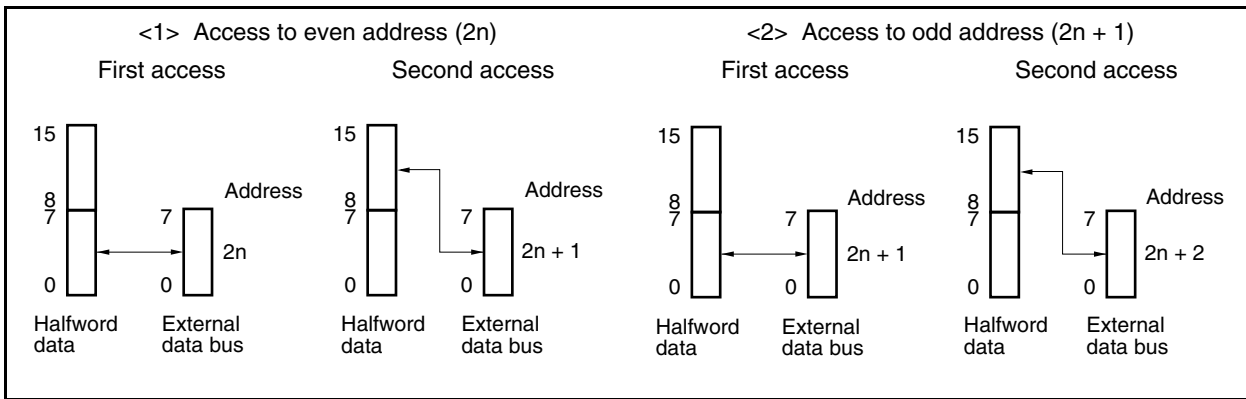 <1> Access to even address (2n)
First access
15
8
7
0
Halfword
data
7
0
External
data bus
Address
2n
Second access
15
8
7
0
Halfword
data
7
0
External
data bus
Address
2n + 1
<2> Access to odd address (2n + 1)
First access
15
8
7
0
Halfword
data
7
0
External
data bus
Address
2n + 1
Second access
15
8
7
0
Halfword
data
7
0
External
data bus
Address
2n + 2